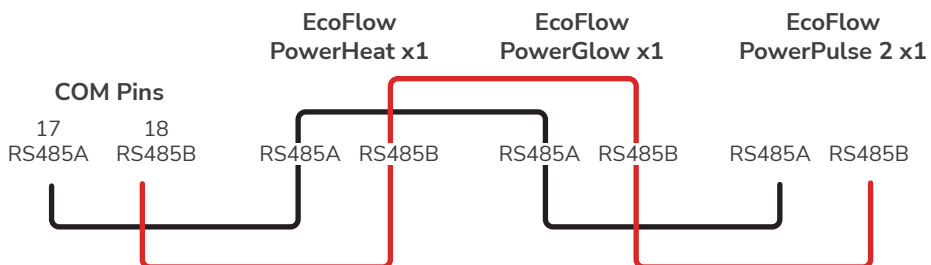 EcoFlow
PowerHeat x1
EcoFlow
PowerGlow x1
EcoFlow
PowerPulse 2 x1
COM Pins
17 18
RS485A RS485B RS485A RS485B RS485A RS485B RS485A RS485B